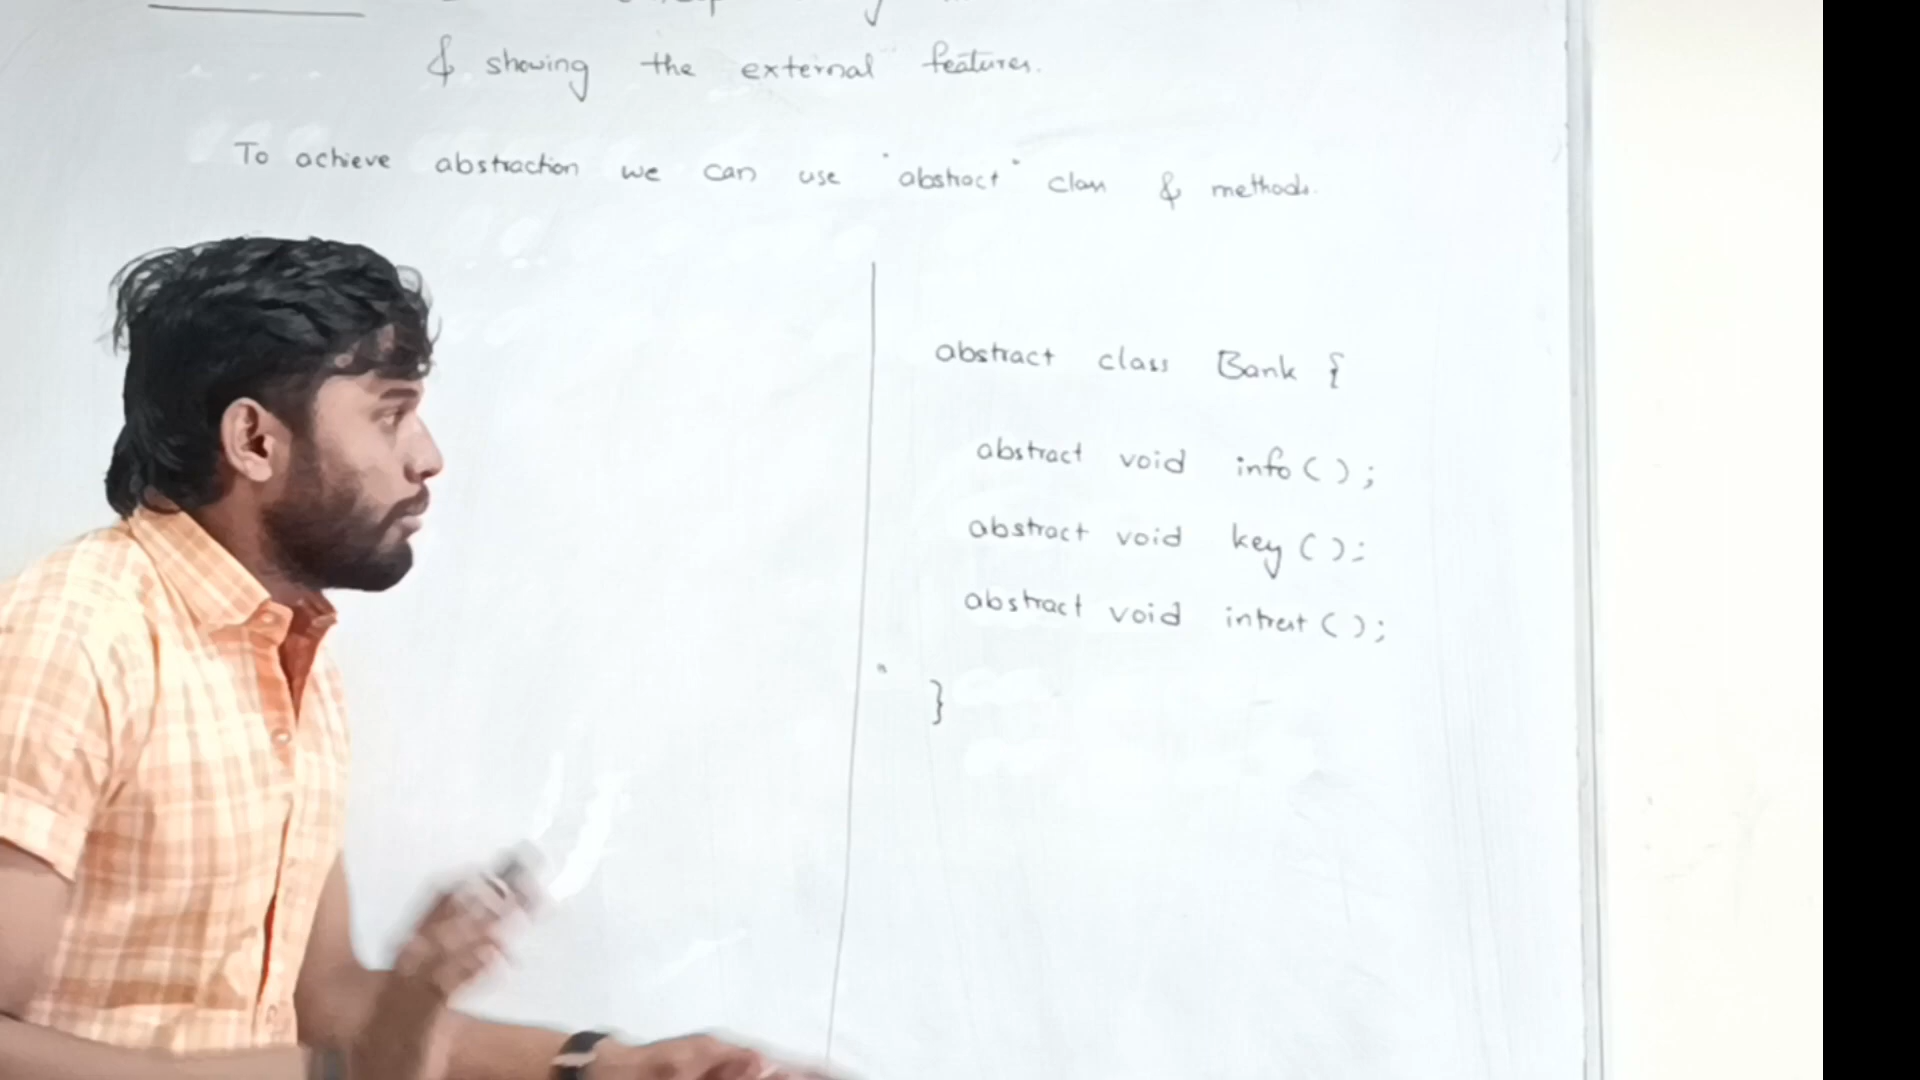 & showing the external features.
To achieve abstraction we can use "abstract" class & methods.
abstract class Bank {
abstract void info();
abstract void key();
abstract void intrest();
}